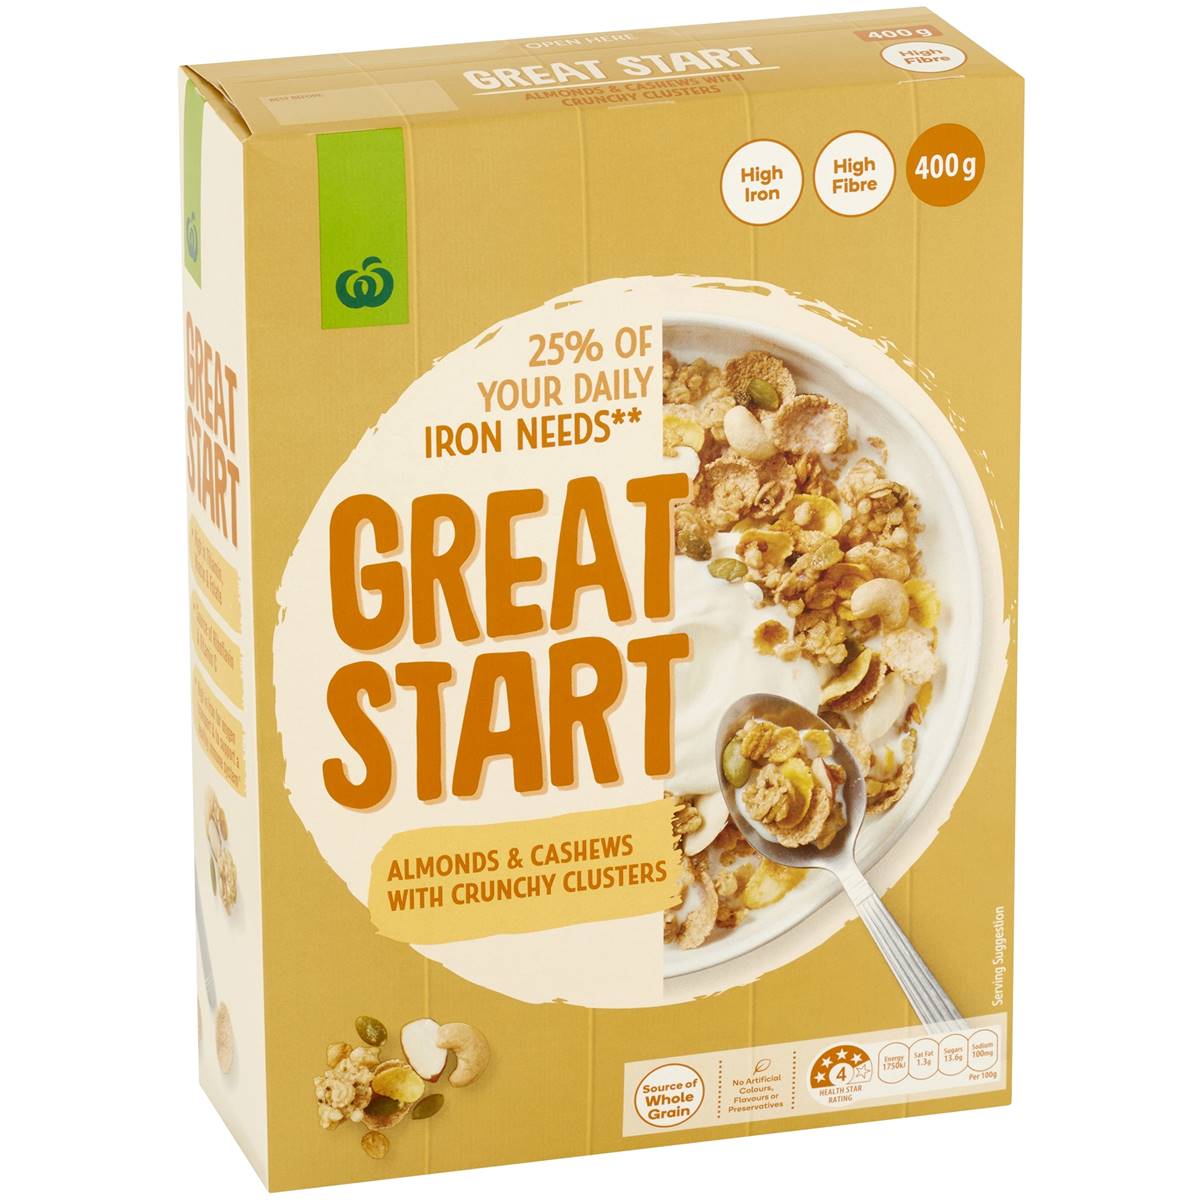 OPEN HERE
GREAT START
ALMONDS & CASHEWS WITH
CRUNCHY CLUSTERS
400 g
High
Fibre
BEST BEFORE
High
Iron
High
Fibre
400g
25% OF
YOUR DAILY
IRON NEEDS**
GREAT
START
ALMONDS & CASHEWS
WITH CRUNCHY CLUSTERS
Serving Suggestion
Source of
Whole
Grain
No Artificial
Colours,
Flavours or
Preservatives
4
HEALTH STAR
RATING
Energy
1750kJ
Sat Fat
1.3g
Sugars
13.6g
Sodium
100mg
Per 100g
GREAT
START